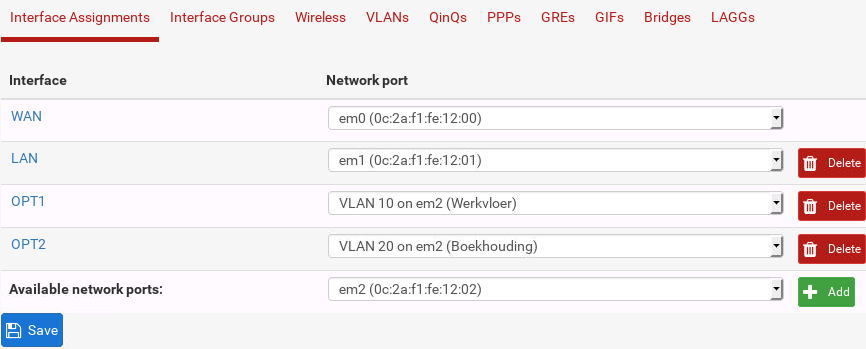 Interface Assignments Interface Groups Wireless VLANs QinQs PPPs GREs GIFs Bridges LAGGs
Interface Network port
WAN em0 (0c:2a:f1:fe:12:00)
LAN em1 (0c:2a:f1:fe:12:01) Delete
OPT1 VLAN 10 on em2 (Werkvloer) Delete
OPT2 VLAN 20 on em2 (Boekhouding) Delete
Available network ports: em2 (0c:2a:f1:fe:12:02) Add
Save